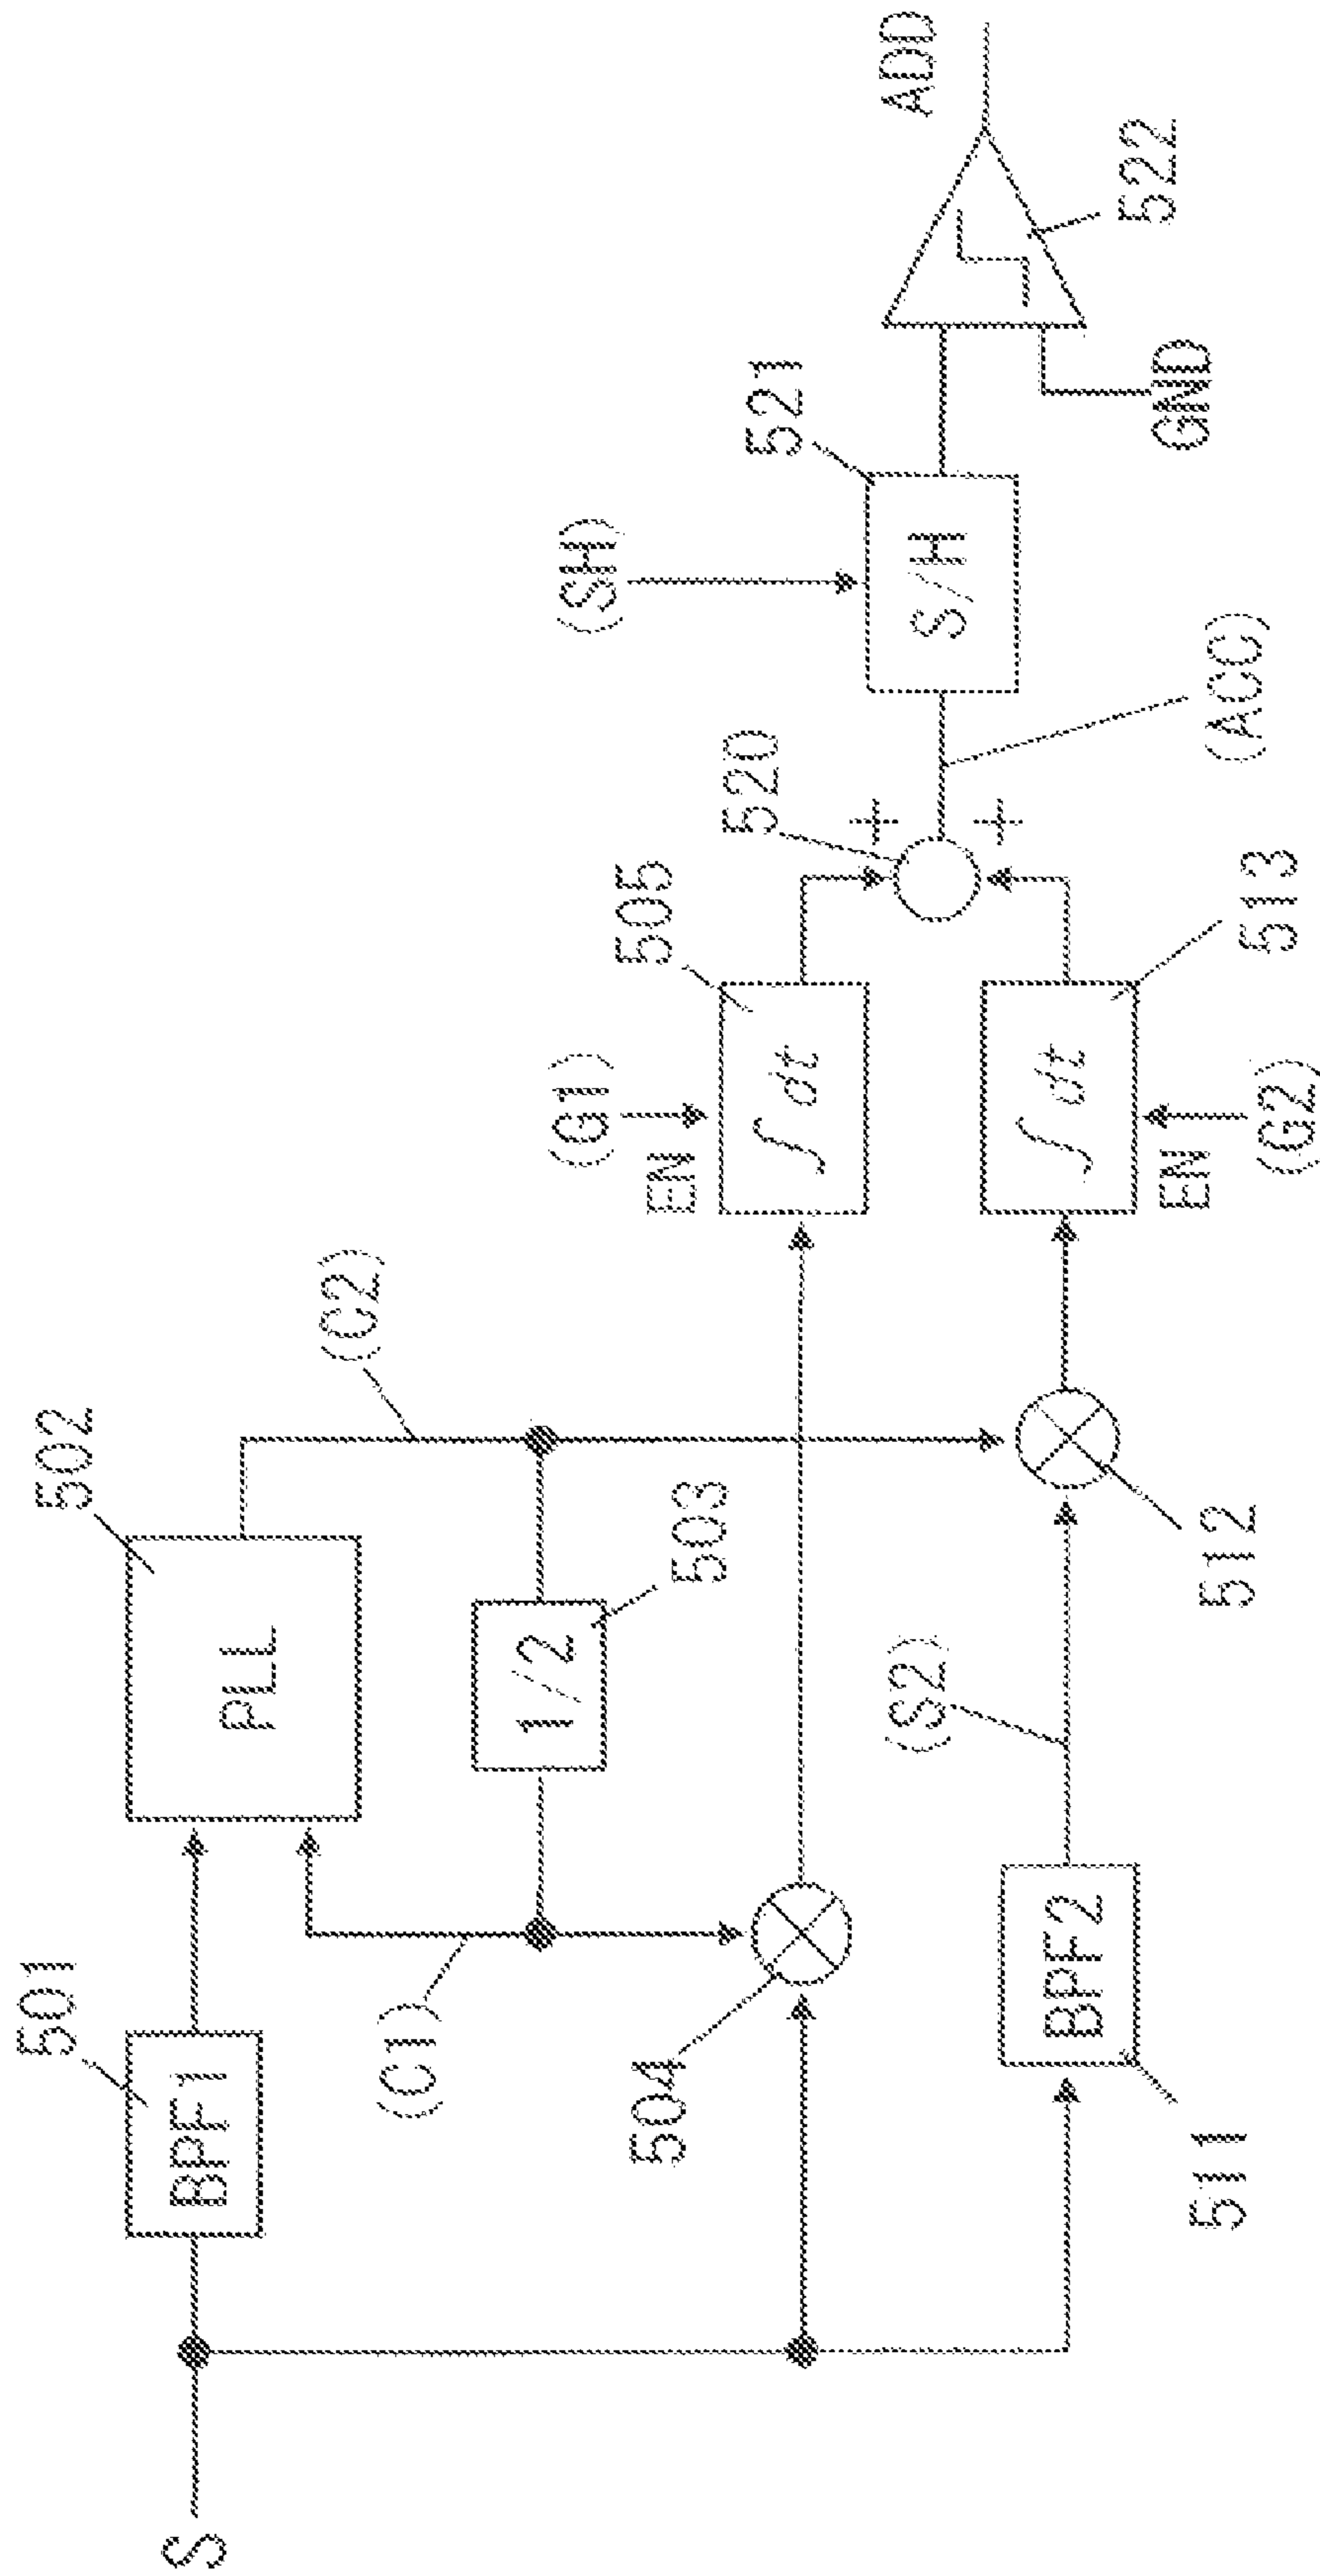 S
501
BPF1
502
PLL
(C2)
(C1)
1/2
503
504
(G1)
EN
505
∫ dt
520
+
+
(SH)
521
S/H
(ACC)
ADD
522
GND
511
BPF2
(S2)
512
∫ dt
513
EN
(G2)